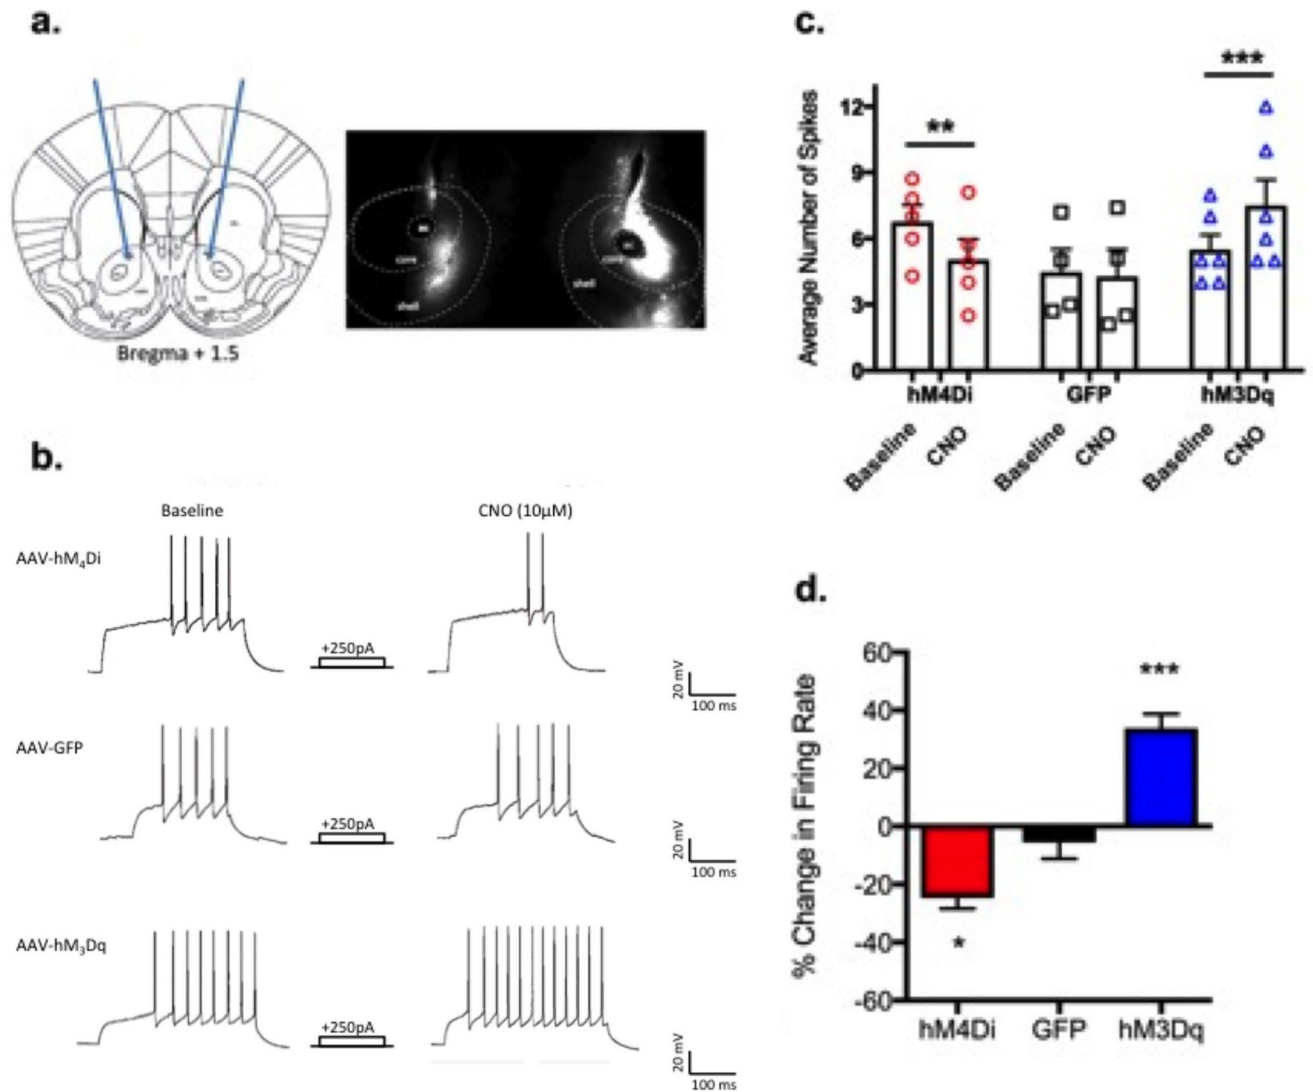 a.
Bregma + 1.5
core
shell
core
shell
b.
Baseline
CNO (10µM)
AAV-hM₄Di
+250pA
20 mV
100 ms
AAV-GFP
+250pA
20 mV
100 ms
AAV-hM₃Dq
+250pA
20 mV
100 ms
c.
Average Number of Spikes
12
9
6
3
0
**
***
hM4Di
GFP
hM3Dq
Baseline
CNO
Baseline
CNO
Baseline
CNO
d.
% Change in Firing Rate
60
40
20
0
-20
-40
-60
*
***
hM4Di
GFP
hM3Dq